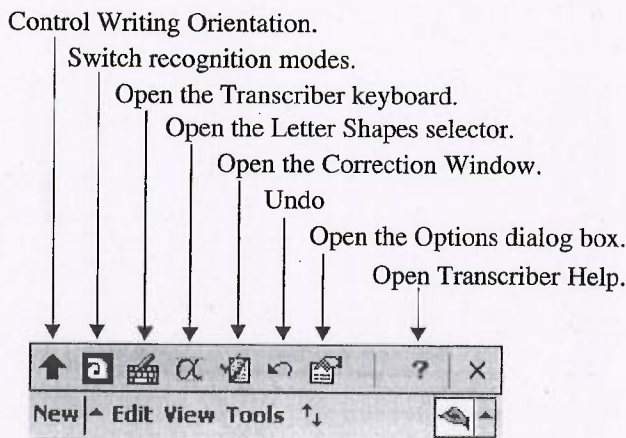 Control Writing Orientation.
Switch recognition modes.
Open the Transcriber keyboard.
Open the Letter Shapes selector.
Open the Correction Window.
Undo
Open the Options dialog box.
Open Transcriber Help.
a α ?
New Edit View Tools